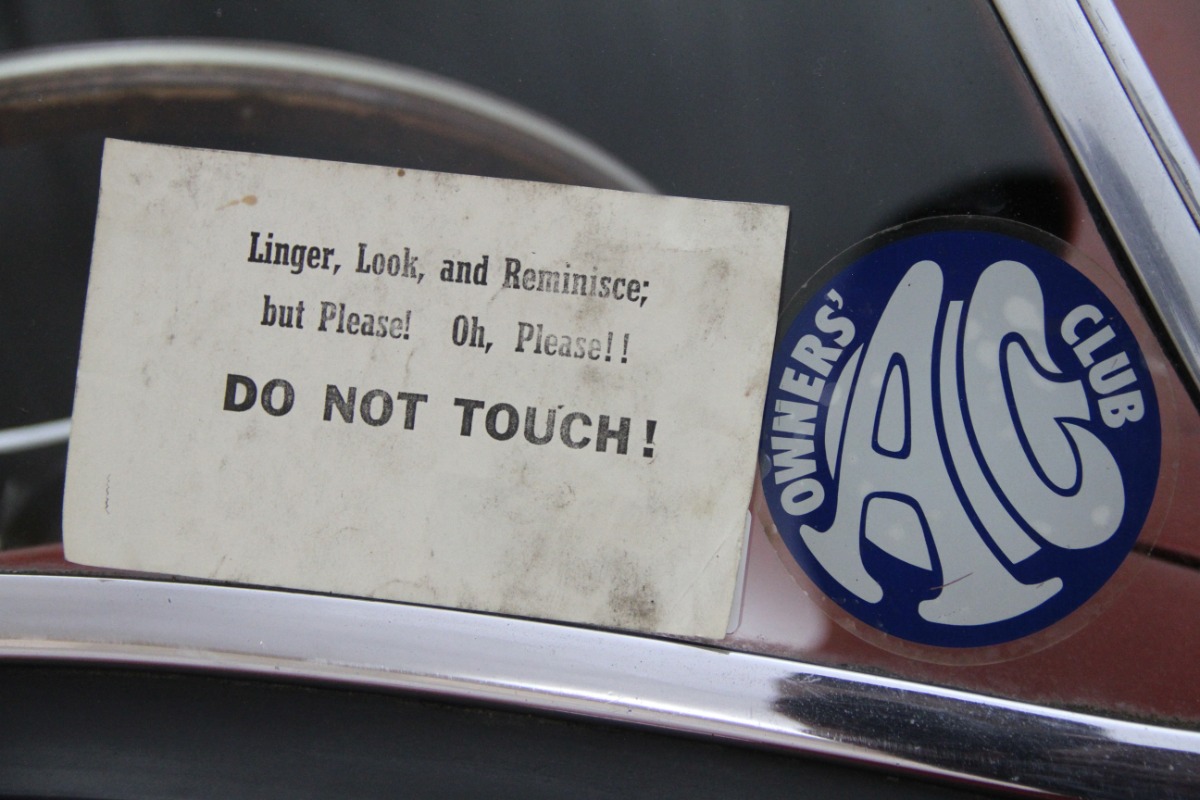 Linger, Look, and Reminisce;
but Please! Oh, Please!!
DO NOT TOUCH!
OWNERS' AC CLUB